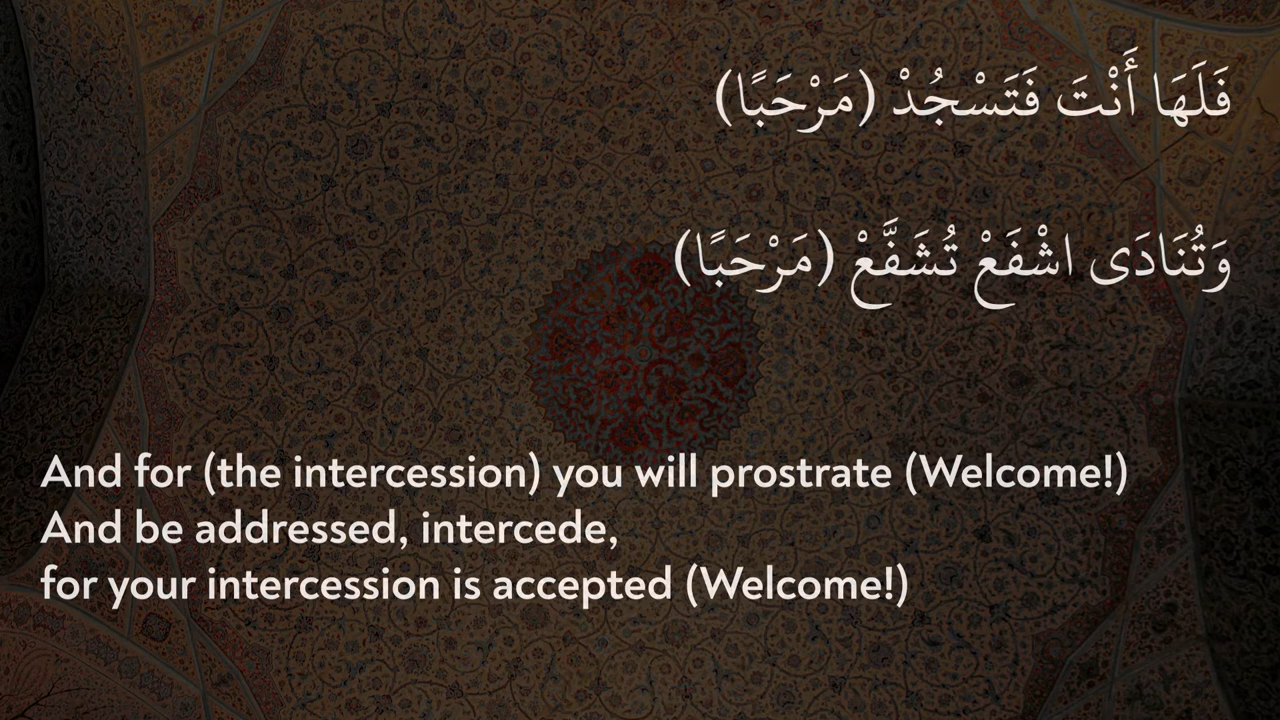 فَلَهَا أَنْتَ فَتَسْجُدْ (مَرْحَبًا)
وَتُنَادَى اشْفَعْ تُشَفَّعْ (مَرْحَبًا)
And for (the intercession) you will prostrate (Welcome!)
And be addressed, intercede,
for your intercession is accepted (Welcome!)